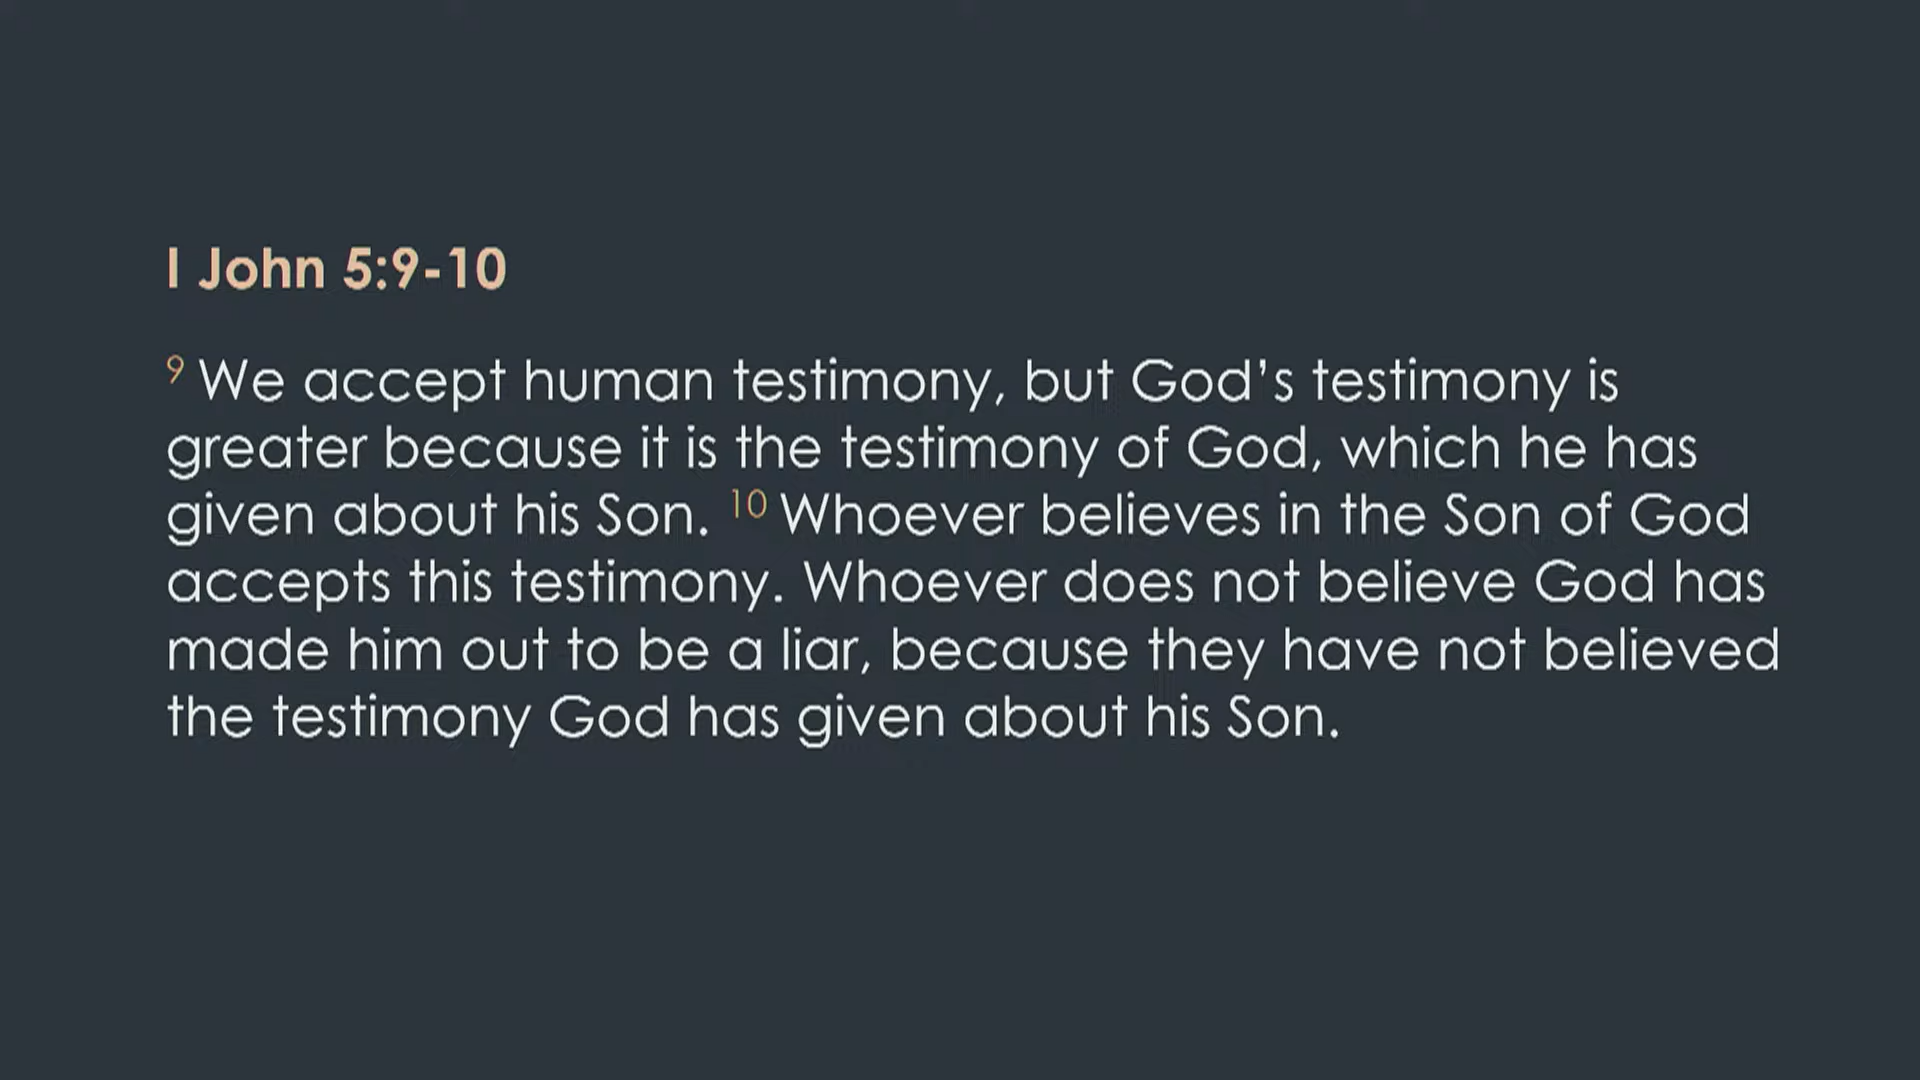 I John 5:9-10
9 We accept human testimony, but God’s testimony is
greater because it is the testimony of God, which he has
given about his Son. 10 Whoever believes in the Son of God
accepts this testimony. Whoever does not believe God has
made him out to be a liar, because they have not believed
the testimony God has given about his Son.